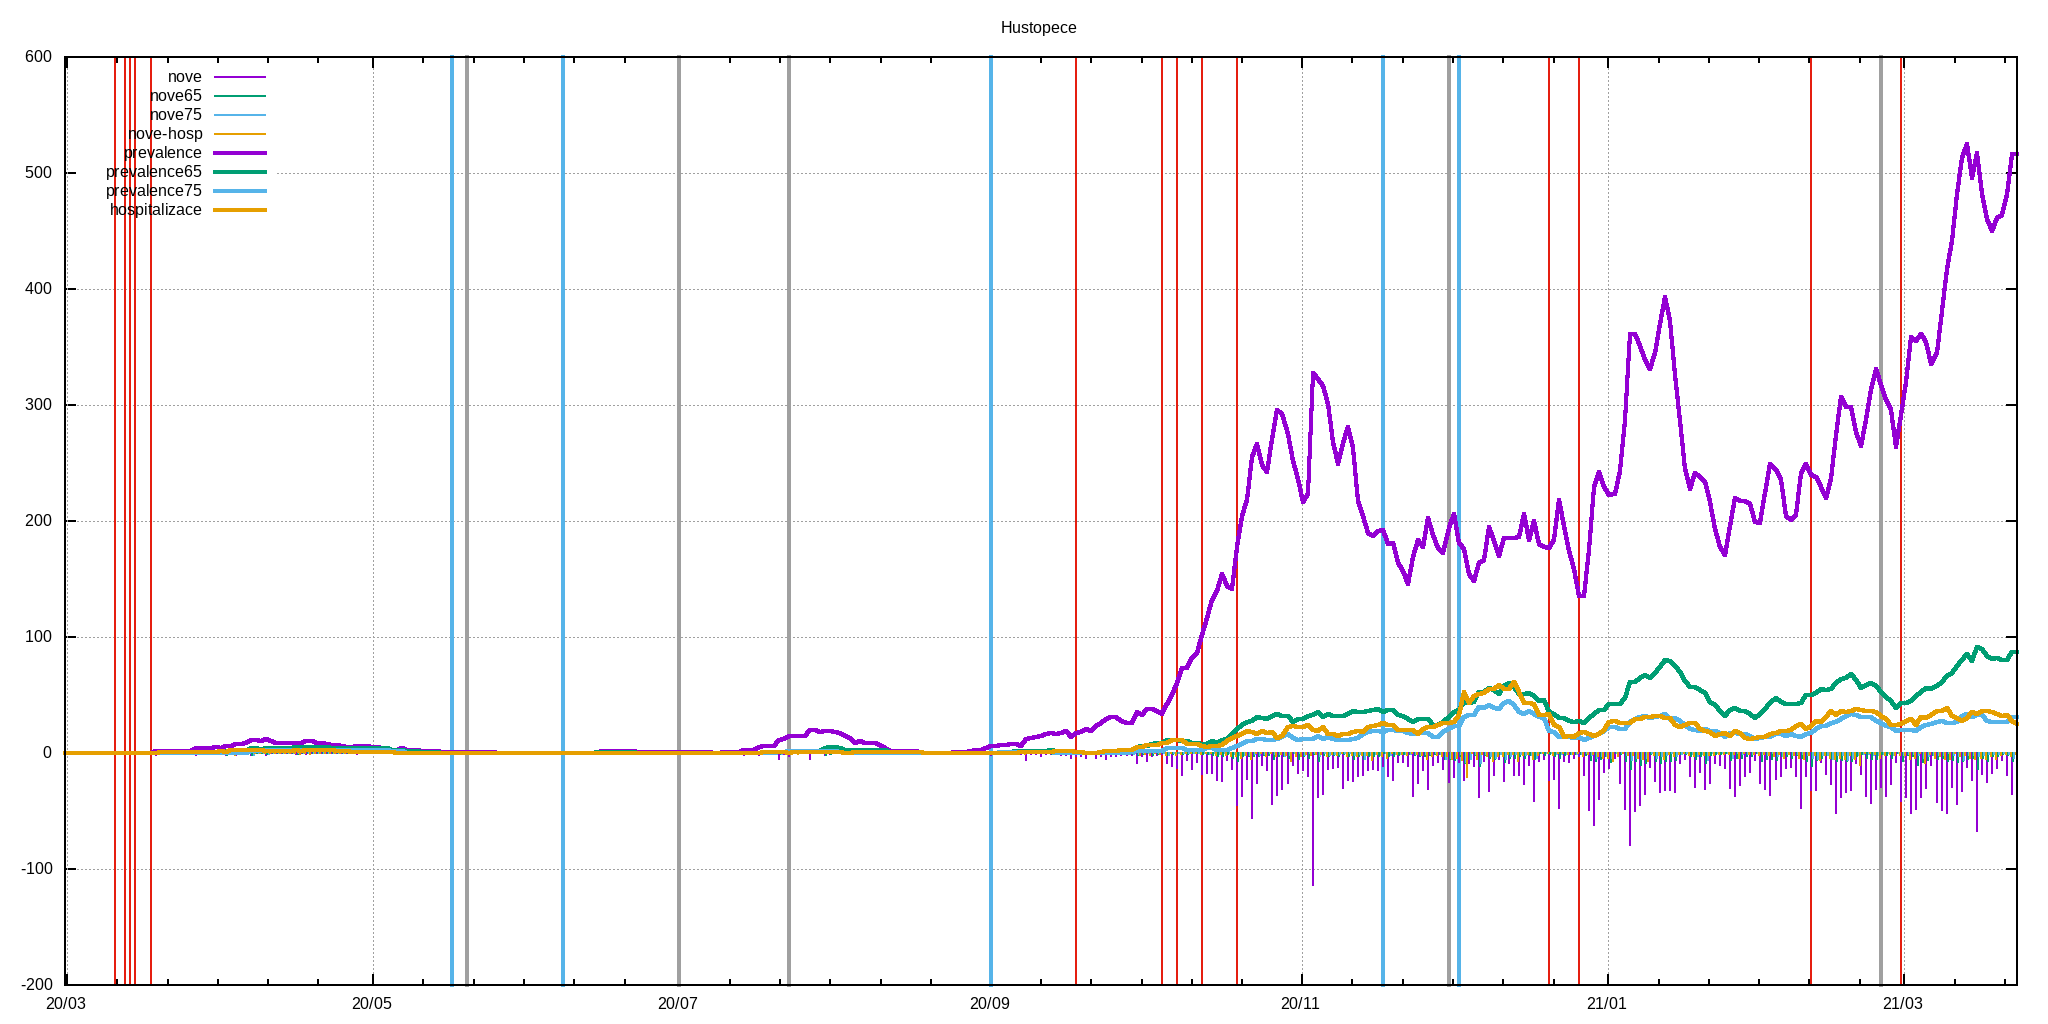 Hustopece
600
500
400
300
200
100
0
-100
-200
nove
nove65
nove75
nove-hosp
prevalence
prevalence65
prevalence75
hospitalizace
20/03 20/05 20/07 20/09 20/11 21/01 21/03